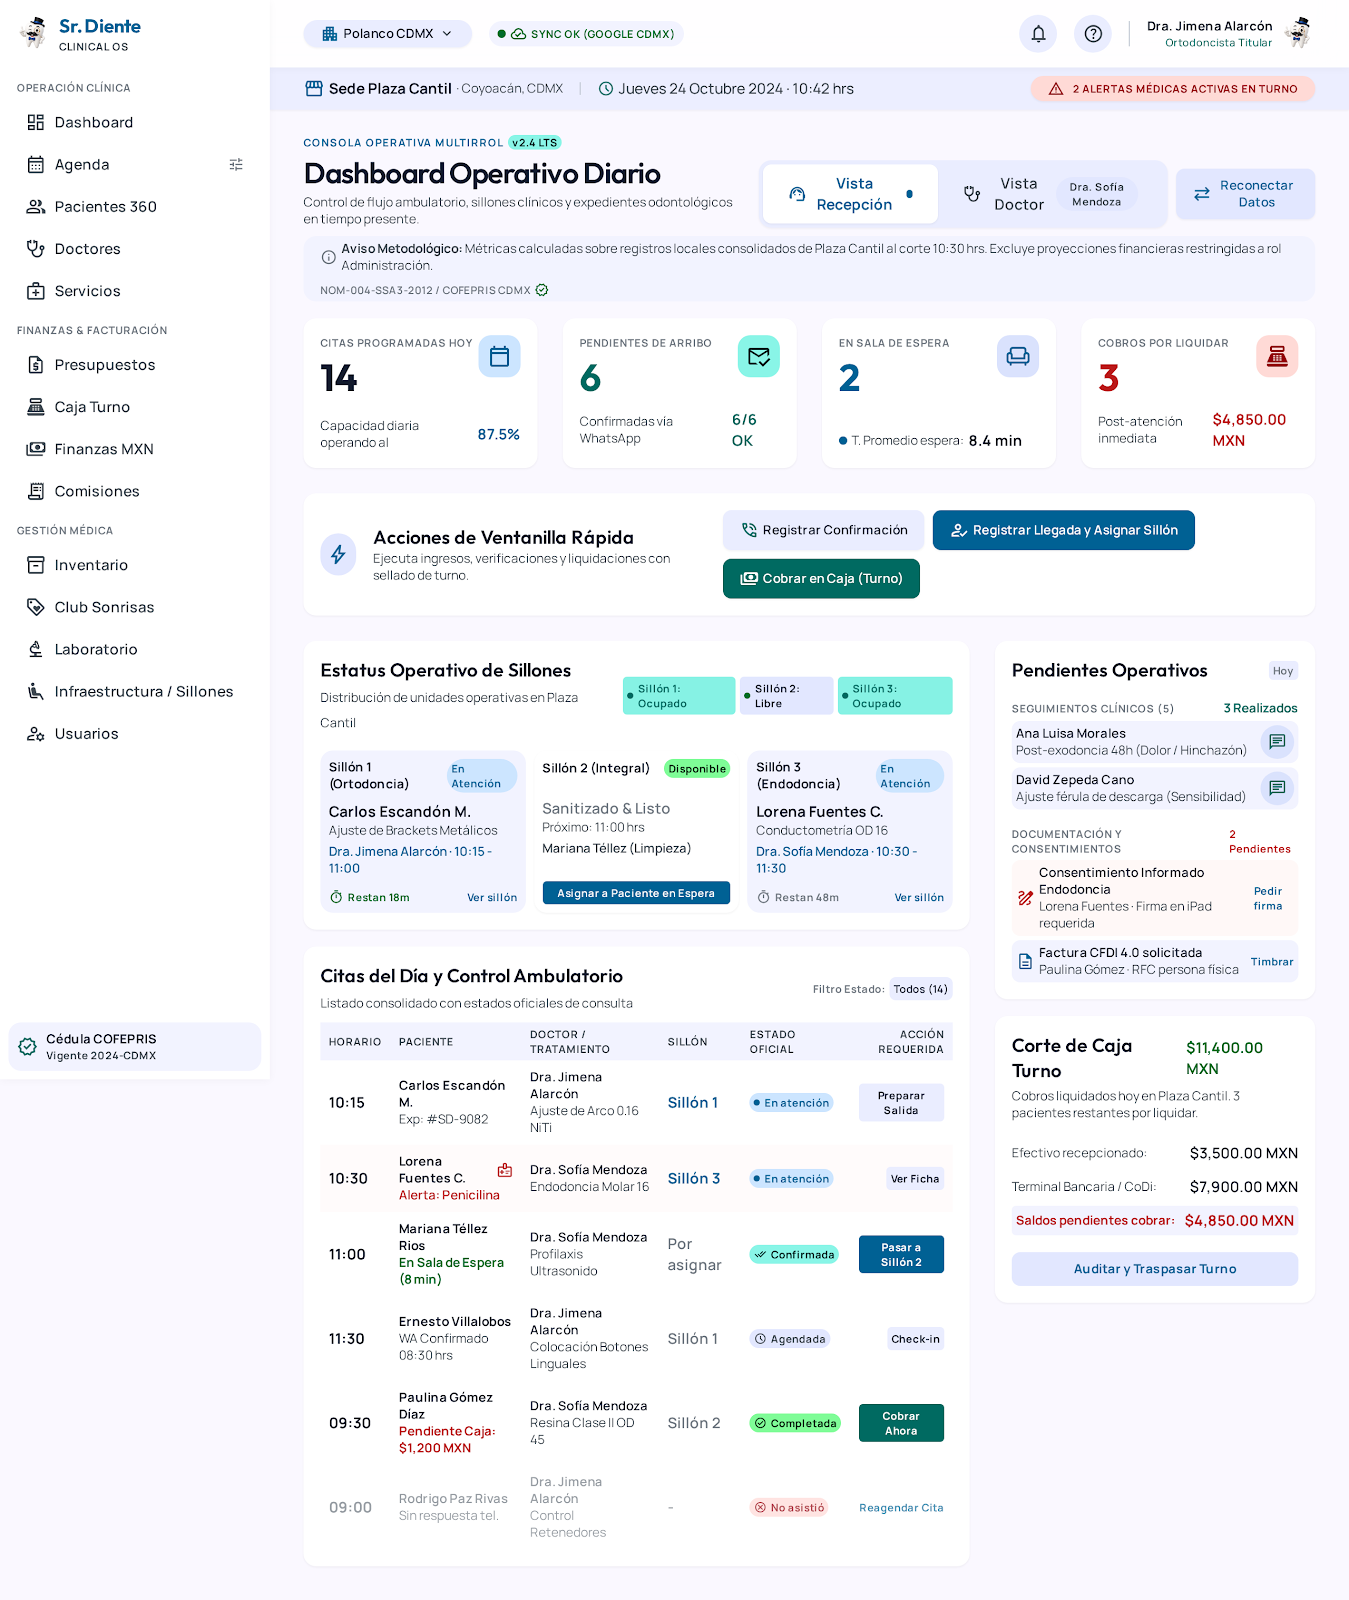 Sr. Diente
CLINICAL OS
OPERACIÓN CLÍNICA
Dashboard
Agenda
Pacientes 360
Doctores
Servicios
FINANZAS & FACTURACIÓN
Presupuestos
Caja Turno
Finanzas MXN
Comisiones
GESTIÓN MÉDICA
Inventario
Club Sonrisas
Laboratorio
Infraestructura / Sillones
Usuarios
Cédula COFEPRIS
Vigente 2024-CDMX
Polanco CDMX
SYNC OK (GOOGLE CDMX)
Dra. Jimena Alarcón
Ortodoncista Titular
Sede Plaza Cantil · Coyoacán, CDMX
Jueves 24 Octubre 2024 · 10:42 hrs
2 ALERTAS MÉDICAS ACTIVAS EN TURNO
CONSOLA OPERATIVA MULTIRROL v2.4 LTS
Dashboard Operativo Diario
Control de flujo ambulatorio, sillones clínicos y expedientes odontológicos
en tiempo presente.
Vista
Recepción
Vista
Doctor
Dra. Sofía
Mendoza
Reconectar
Datos
Aviso Metodológico: Métricas calculadas sobre registros locales consolidados de Plaza Cantil al corte 10:30 hrs. Excluye proyecciones financieras restringidas a rol
Administración.
NOM-004-SSA3-2012 / COFEPRIS CDMX
CITAS PROGRAMADAS HOY
14
Capacidad diaria
operando al
87.5%
PENDIENTES DE ARRIBO
6
Confirmadas vía
WhatsApp
6/6
OK
EN SALA DE ESPERA
2
T. Promedio espera: 8.4 min
COBROS POR LIQUIDAR
3
Post-atención
inmediata
$4,850.00
MXN
Acciones de Ventanilla Rápida
Ejecuta ingresos, verificaciones y liquidaciones con
sellado de turno.
Registrar Confirmación
Registrar Llegada y Asignar Sillón
Cobrar en Caja (Turno)
Estatus Operativo de Sillones
Distribución de unidades operativas en Plaza
Cantil
Sillón 1:
Ocupado
Sillón 2:
Libre
Sillón 3:
Ocupado
Sillón 1
(Ortodoncia)
En
Atención
Carlos Escandón M.
Ajuste de Brackets Metálicos
Dra. Jimena Alarcón · 10:15 -
11:00
Restan 18m
Ver sillón
Sillón 2 (Integral)
Disponible
Sanitizado & Listo
Próximo: 11:00 hrs
Mariana Téllez (Limpieza)
Asignar a Paciente en Espera
Sillón 3
(Endodoncia)
En
Atención
Lorena Fuentes C.
Conductometría OD 16
Dra. Sofía Mendoza · 10:30 -
11:30
Restan 48m
Ver sillón
Citas del Día y Control Ambulatorio
Listado consolidado con estados oficiales de consulta
Filtro Estado: Todos (14)
HORARIO
PACIENTE
DOCTOR /
TRATAMIENTO
SILLÓN
ESTADO
OFICIAL
ACCIÓN
REQUERIDA
10:15
Carlos Escandón
M.
Exp: #SD-9082
Dra. Jimena
Alarcón
Ajuste de Arco 0.16
NiTi
Sillón 1
En atención
Preparar
Salida
10:30
Lorena
Fuentes C.
Alerta: Penicilina
Dra. Sofía Mendoza
Endodoncia Molar 16
Sillón 3
En atención
Ver Ficha
11:00
Mariana Téllez
Rios
En Sala de Espera
(8 min)
Dra. Sofía Mendoza
Profilaxis
Ultrasonido
Por
asignar
Confirmada
Pasar a
Sillón 2
11:30
Ernesto Villalobos
WA Confirmado
08:30 hrs
Dra. Jimena
Alarcón
Colocación Botones
Linguales
Sillón 1
Agendada
Check-in
09:30
Paulina Gómez
Díaz
Pendiente Caja:
$1,200 MXN
Dra. Sofía Mendoza
Resina Clase II OD
45
Sillón 2
Completada
Cobrar
Ahora
09:00
Rodrigo Paz Rivas
Sin respuesta tel.
Dra. Jimena
Alarcón
Control
Retenedores
-
No asistió
Reagendar Cita
Pendientes Operativos
Hoy
SEGUIMIENTOS CLÍNICOS (5)
3 Realizados
Ana Luisa Morales
Post-exodoncia 48h (Dolor / Hinchazón)
David Zepeda Cano
Ajuste férula de descarga (Sensibilidad)
DOCUMENTACIÓN Y
CONSENTIMIENTOS
2
Pendientes
Consentimiento Informado
Endodoncia
Lorena Fuentes · Firma en iPad
requerida
Pedir
firma
Factura CFDI 4.0 solicitada
Paulina Gómez · RFC persona física
Timbrar
Corte de Caja
Turno
$11,400.00
MXN
Cobros liquidados hoy en Plaza Cantil. 3
pacientes restantes por liquidar.
Efectivo recepcionado:
$3,500.00 MXN
Terminal Bancaria / CoDi:
$7,900.00 MXN
Saldos pendientes cobrar:
$4,850.00 MXN
Auditar y Traspasar Turno